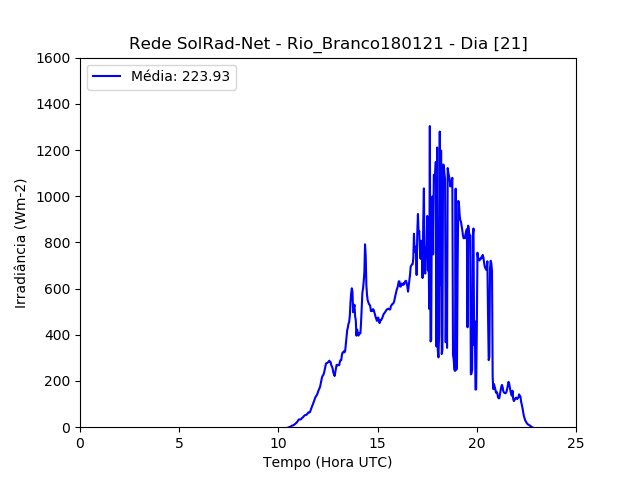 Rede SolRad-Net - Rio_Branco180121 - Dia [21]
Média: 223.93
1600
1400
1200
1000
800
600
400
200
0
Irradiância (Wm-2)
0 5 10 15 20 25
Tempo (Hora UTC)